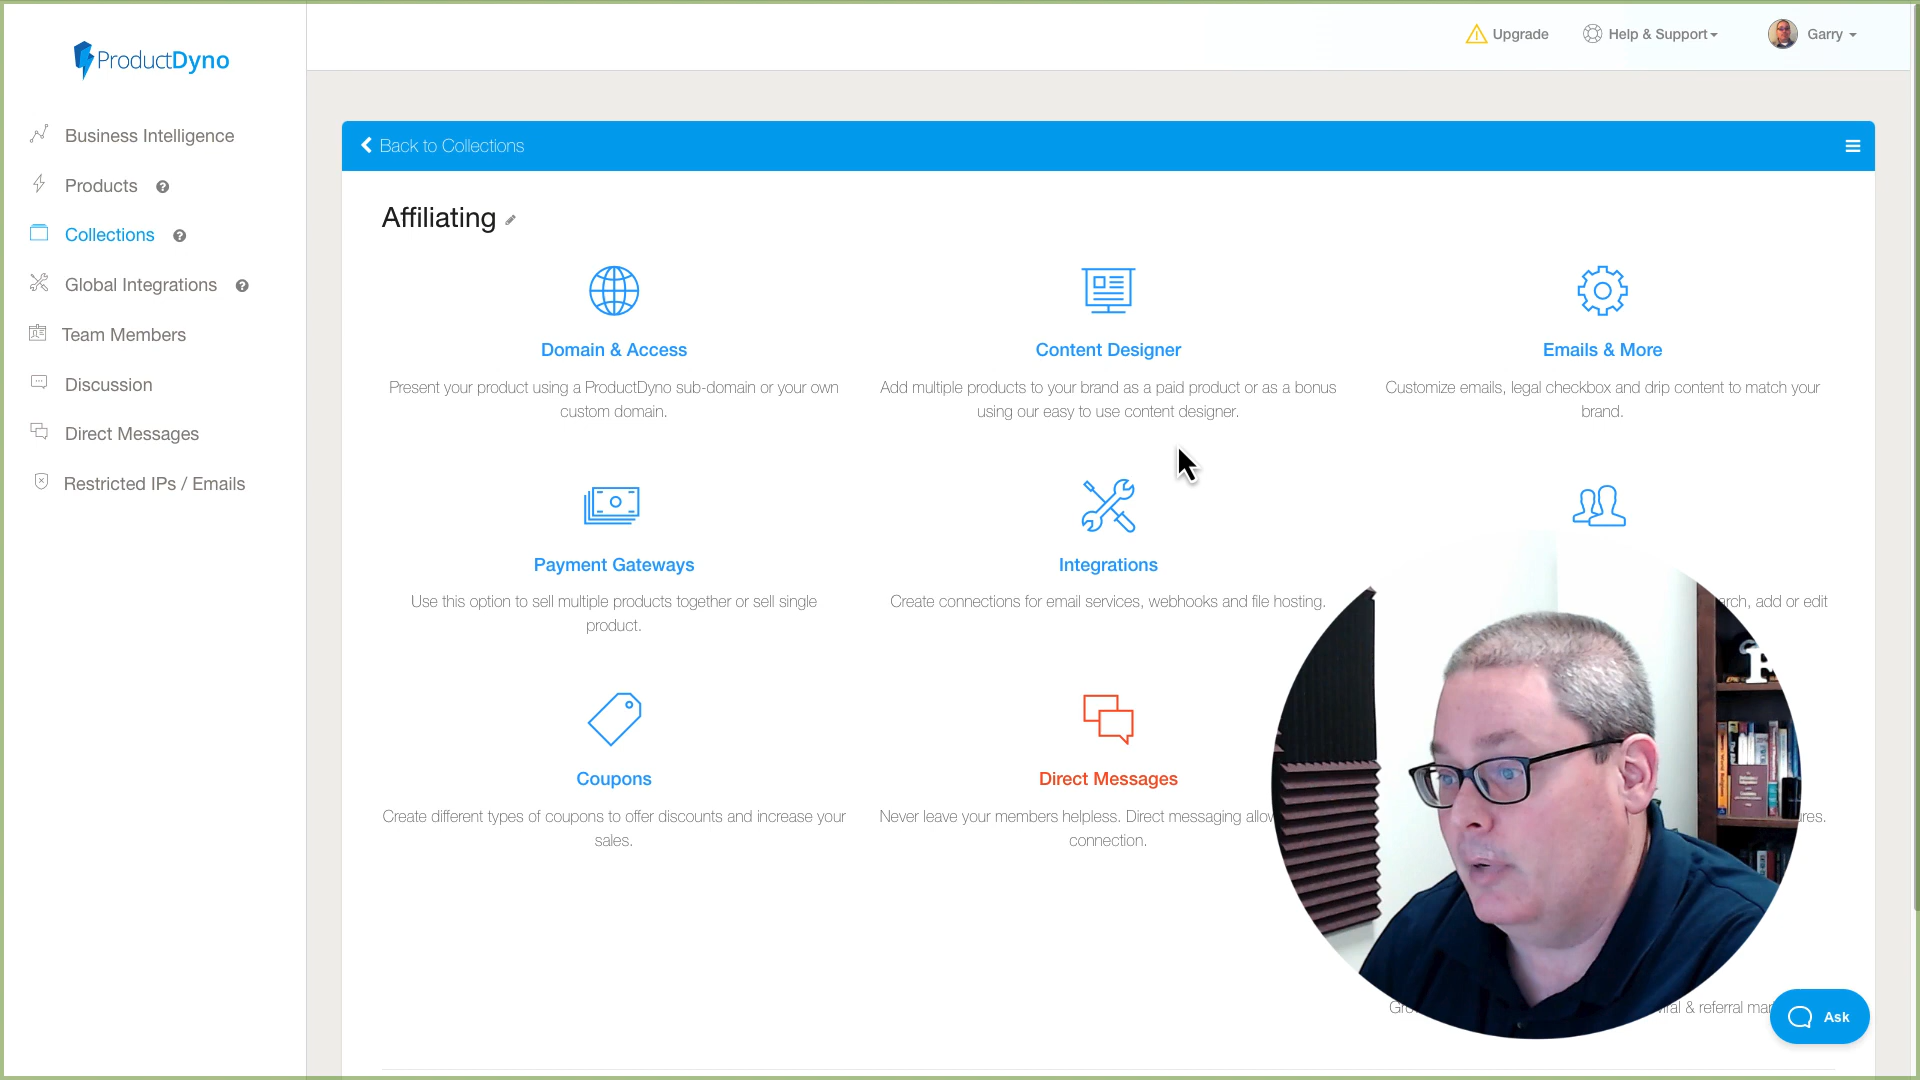 ProductDyno
Upgrade
Help & Support
Garry
Business Intelligence
Products
Collections
Global Integrations
Team Members
Discussion
Direct Messages
Restricted IPs / Emails
Back to Collections
Affiliating
Domain & Access
Present your product using a ProductDyno sub-domain or your own
custom domain.
Content Designer
Add multiple products to your brand as a paid product or as a bonus
using our easy to use content designer.
Emails & More
Customize emails, legal checkbox and drip content to match your
brand.
Payment Gateways
Use this option to sell multiple products together or sell single
product.
Integrations
Create connections for email services, webhooks and file hosting.
add or edit
Coupons
Create different types of coupons to offer discounts and increase your
sales.
Direct Messages
Never leave your members helpless. Direct messaging
connection.
& referral
Ask